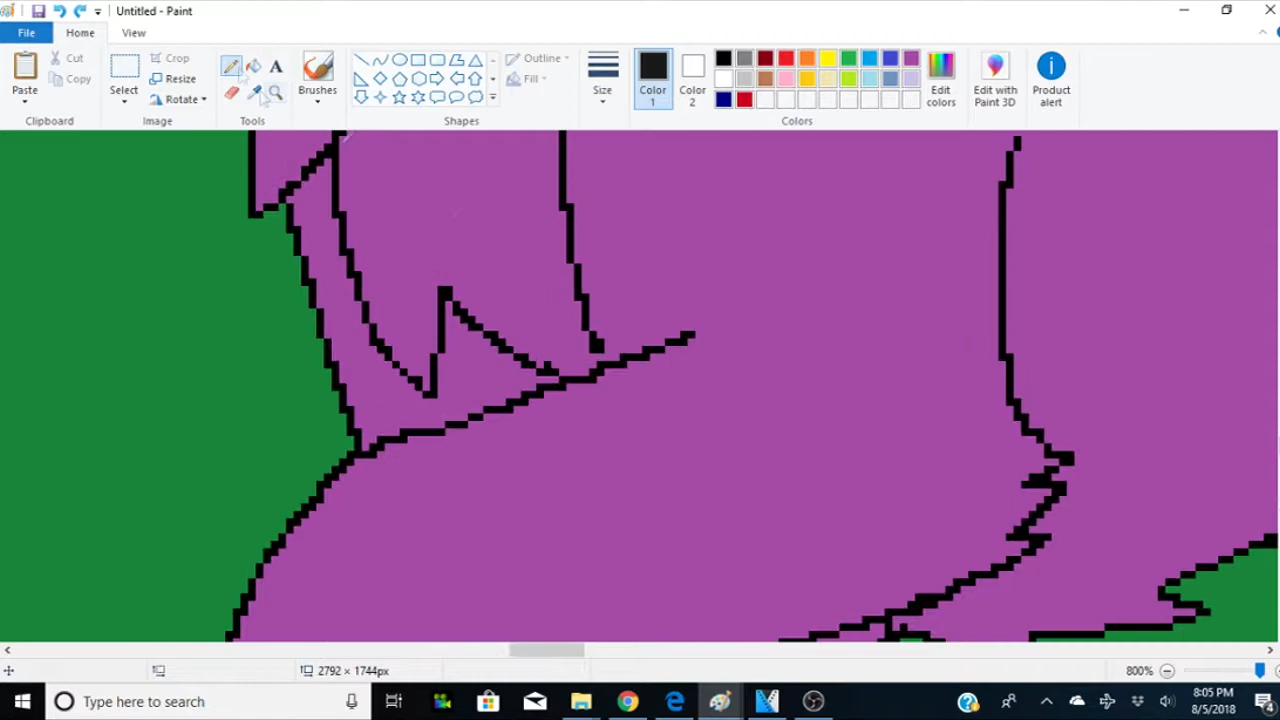 Untitled - Paint
File
Home
View
Paste
Cut
Copy
Clipboard
Select
Crop
Resize
Rotate
Image
A
Tools
Brushes
Outline
Fill
Shapes
Size
Color
1
Color
2
Edit
colors
Colors
Edit with
Paint 3D
Product
alert
2792 × 1744px
800%
Type here to search
8:05 PM
8/5/2018
4